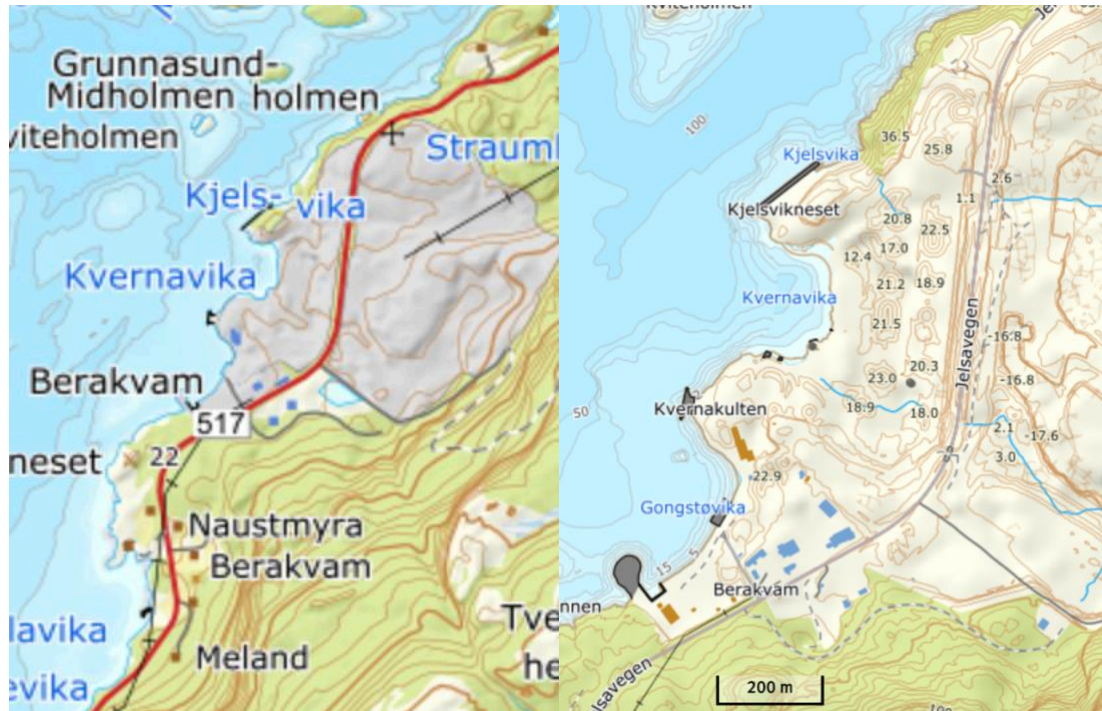 Grunnasund-
Midholmen holmen
viteholmen
Straum
Kjels- vika
Kvernavika
Berakvam
517
neset
22
Naustmyra
Berakvam
Tve
he
lavika
Meland
evika
100
36.5
25.8
Kjelsvika
2.6
1.1
Kjelsvikneset
20.8
22.5
17.0
12.4
21.2
18.9
Kvernavika
21.5
Jelsavegen
-16.8
20.3
23.0
-16.8
50
Kvernakulten
18.9
18.0
2.1
-17.6
3.0
22.9
Gongstøvika
5
15
Berakvam
nnen
elsavegen
200 m